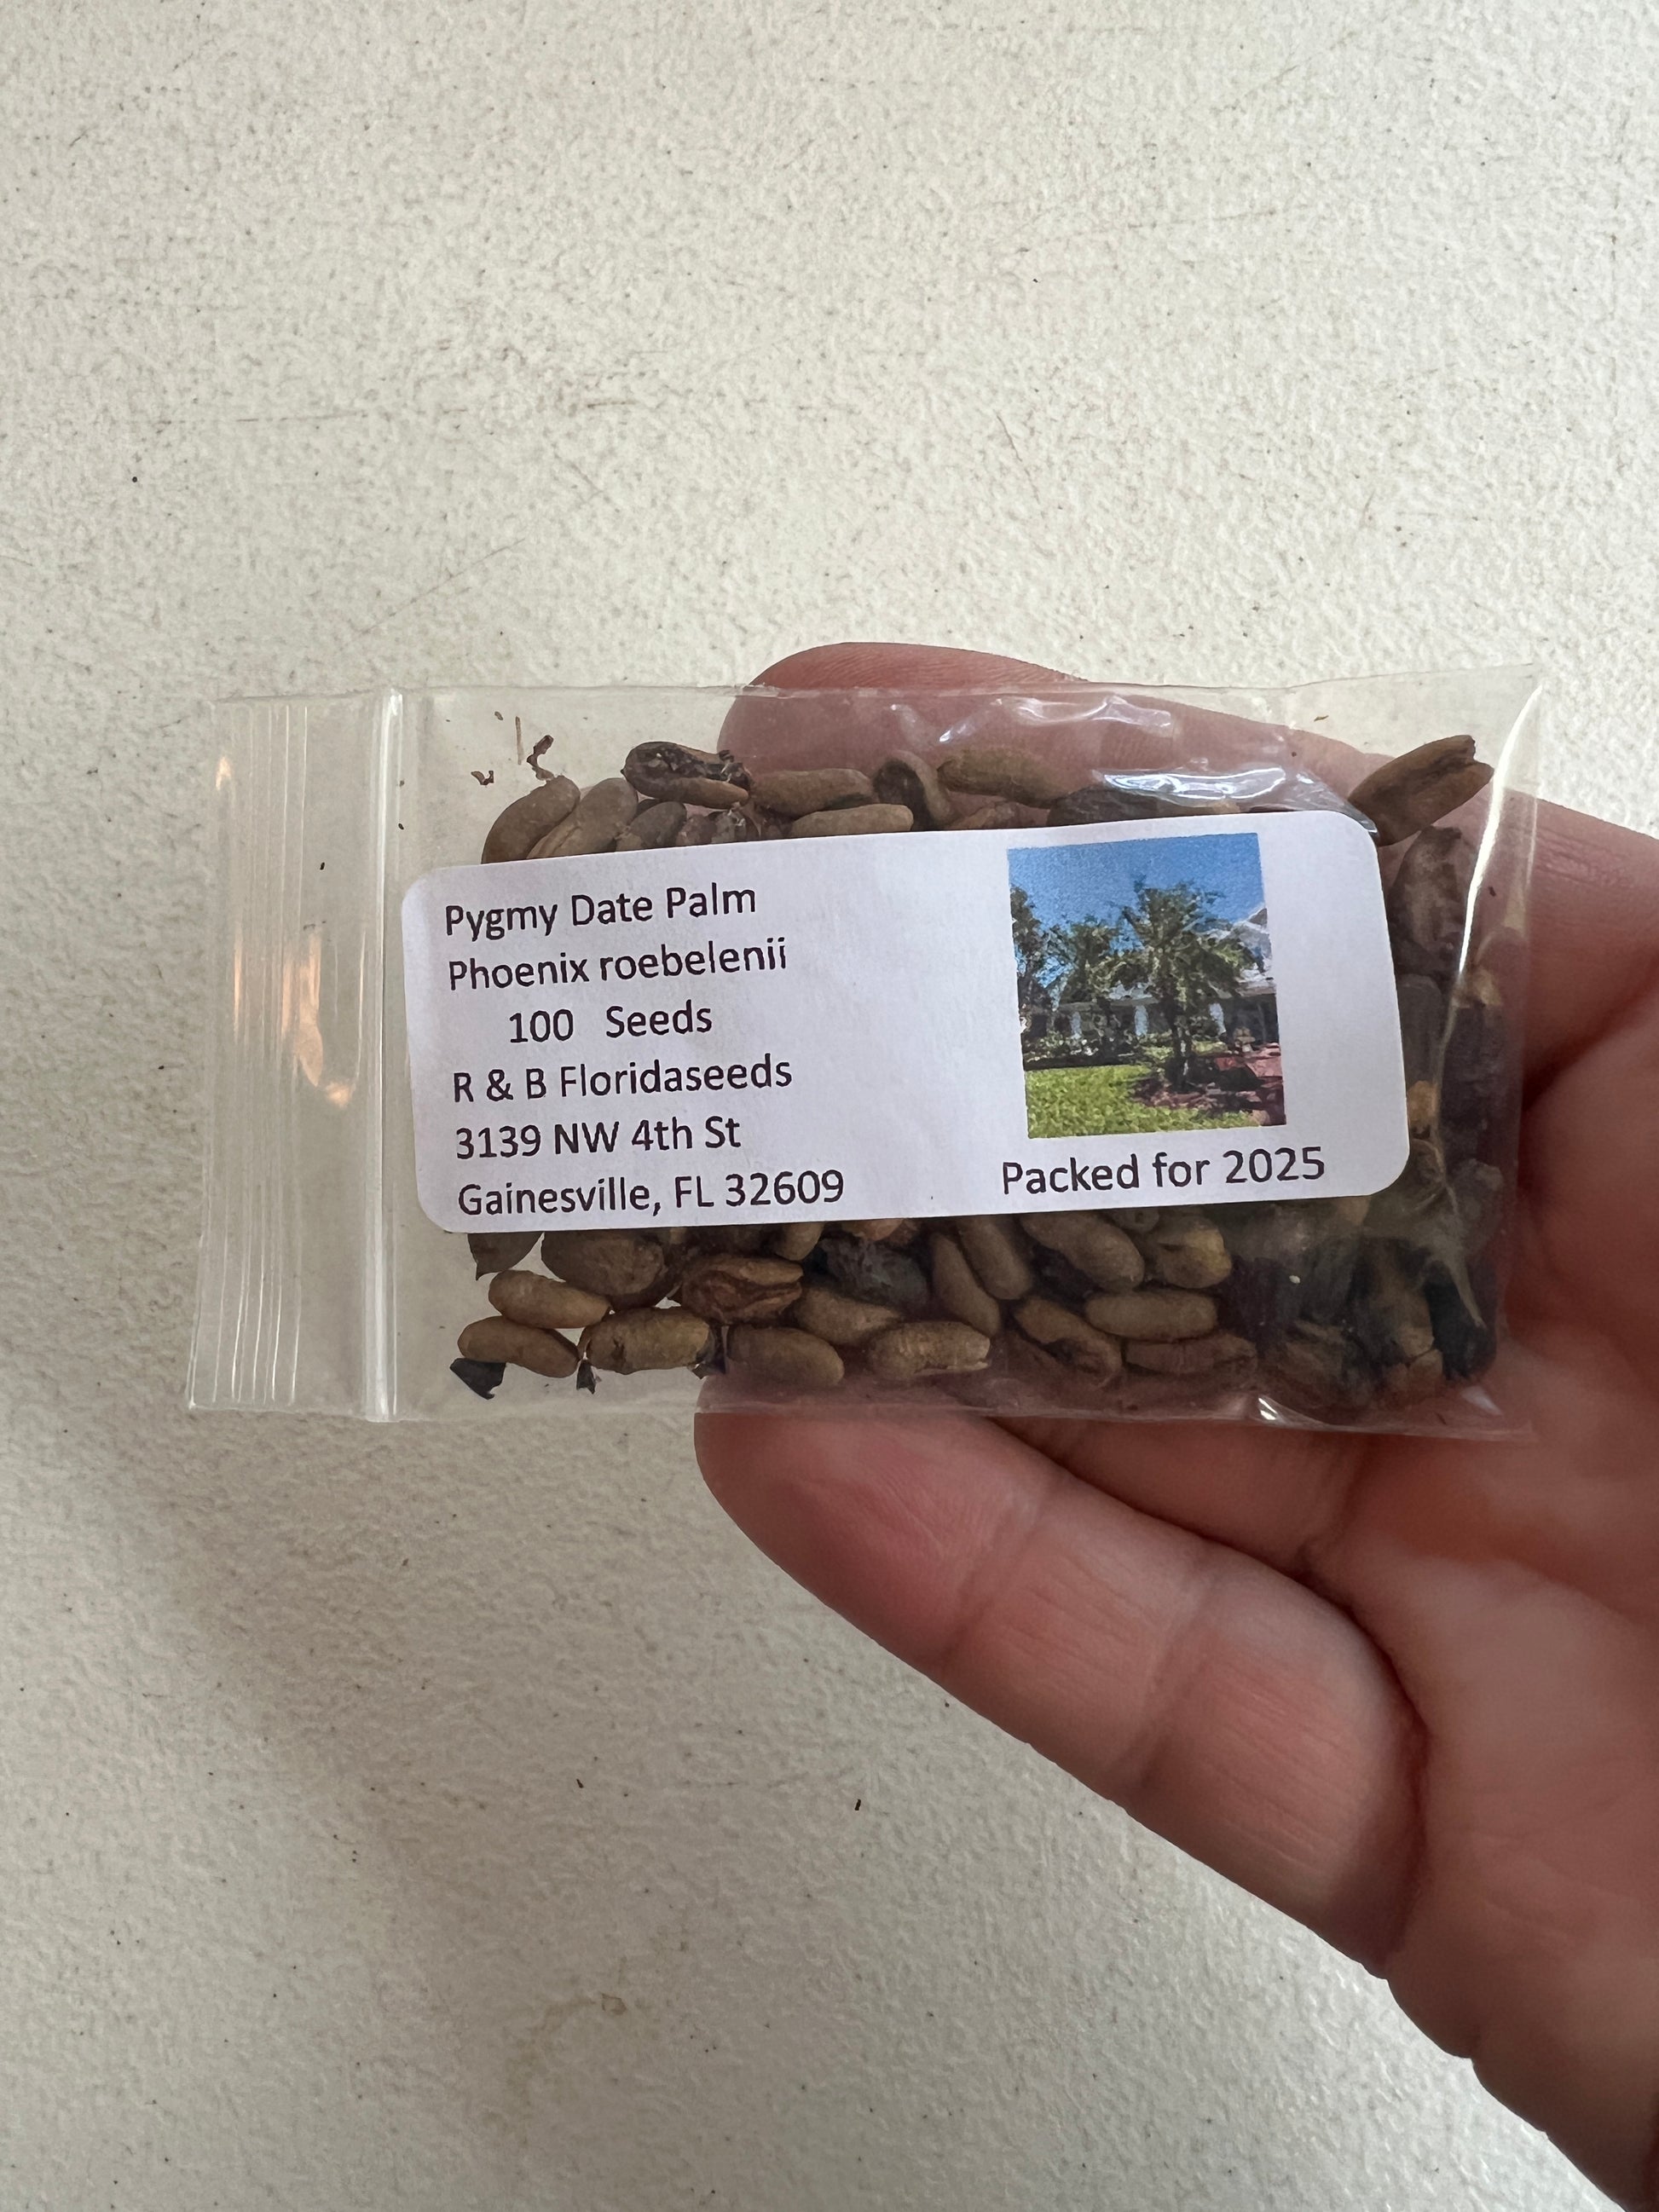 Pygmy Date Palm
Phoenix roebelenii
100 Seeds
R & B Floridaseeds
3139 NW 4th St
Gainesville, FL 32609
Packed for 2025